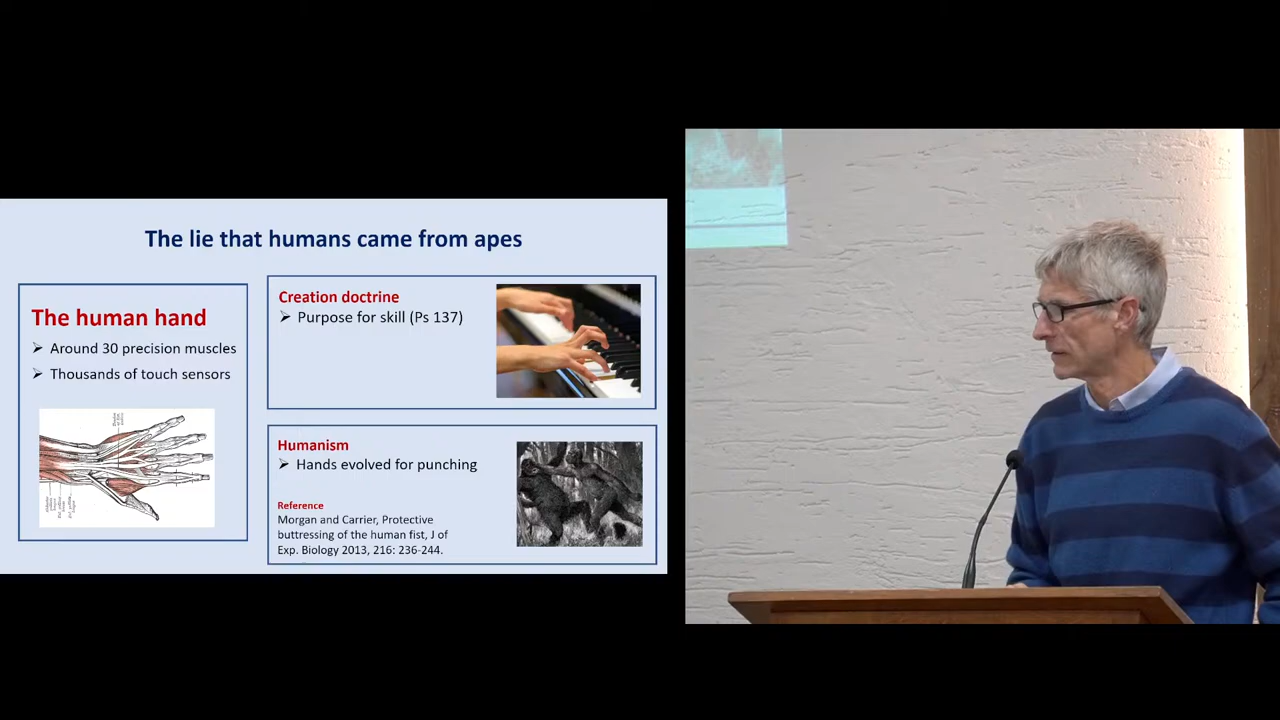 The lie that humans came from apes
The human hand
➢ Around 30 precision muscles
➢ Thousands of touch sensors
Creation doctrine
➢ Purpose for skill (Ps 137)
Humanism
➢ Hands evolved for punching
Reference
Morgan and Carrier, Protective
buttressing of the human fist, J of
Exp. Biology 2013, 216: 236-244.